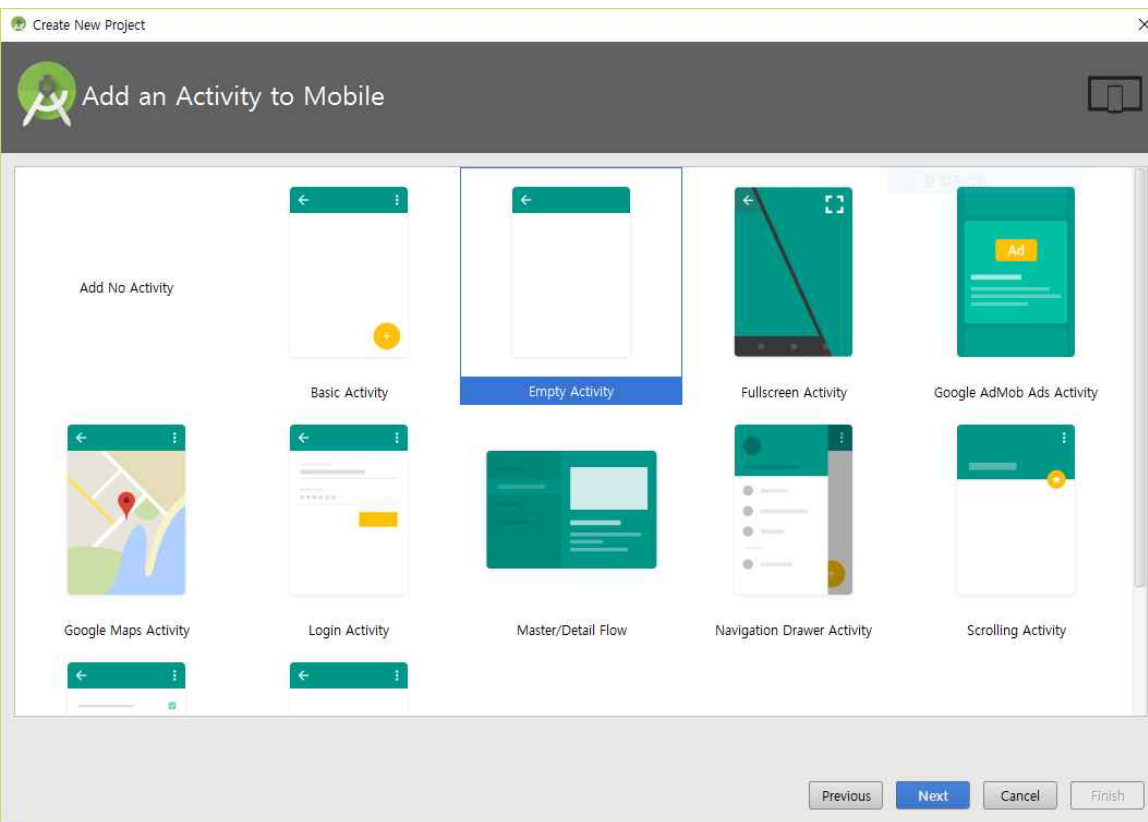 Create New Project
Add an Activity to Mobile
Add No Activity
Ad
Basic Activity
Empty Activity
Fullscreen Activity
Google AdMob Ads Activity
Google Maps Activity
Login Activity
Master/Detail Flow
Navigation Drawer Activity
Scrolling Activity
Previous
Next
Cancel
Finish